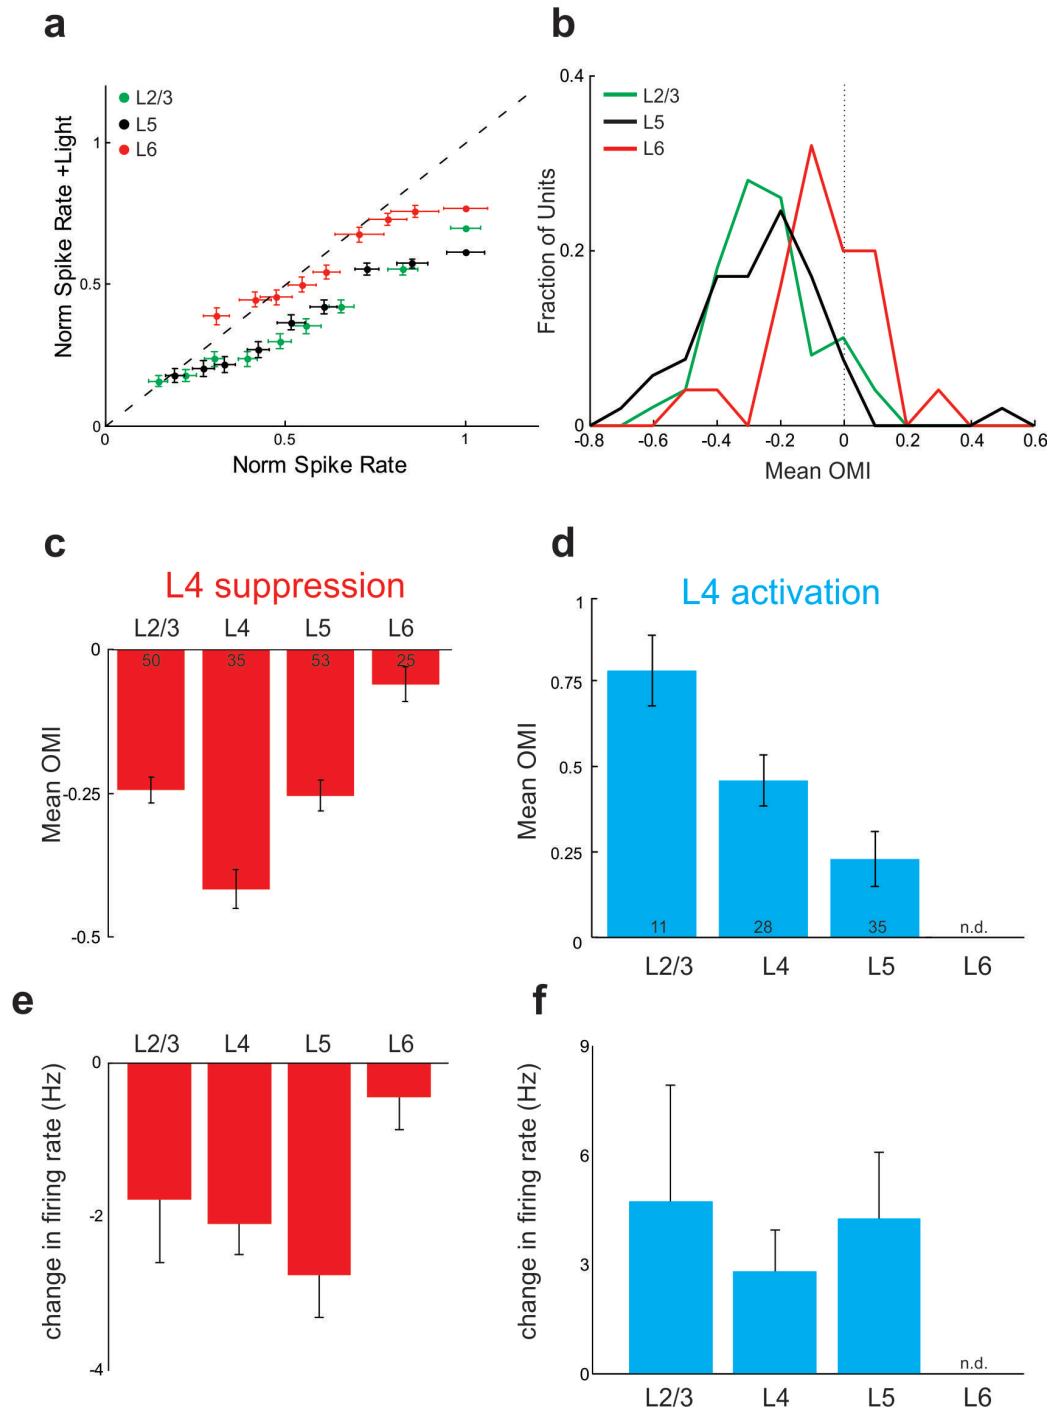 a
L2/3
L5
L6
Norm Spike Rate +Light
1
0.5
0
0
0.5
1
Norm Spike Rate
b
L2/3
L5
L6
Fraction of Units
0.4
0.2
0
-0.8
-0.6
-0.4
-0.2
0
0.2
0.4
0.6
Mean OMI
c
L4 suppression
L2/3
L4
L5
L6
50
35
53
25
Mean OMI
0
-0.25
-0.5
d
L4 activation
Mean OMI
1
0.75
0.5
0.25
0
11
28
35
n.d.
L2/3
L4
L5
L6
e
L2/3
L4
L5
L6
change in firing rate (Hz)
0
-2
-4
f
change in firing rate (Hz)
9
6
3
0
n.d.
L2/3
L4
L5
L6